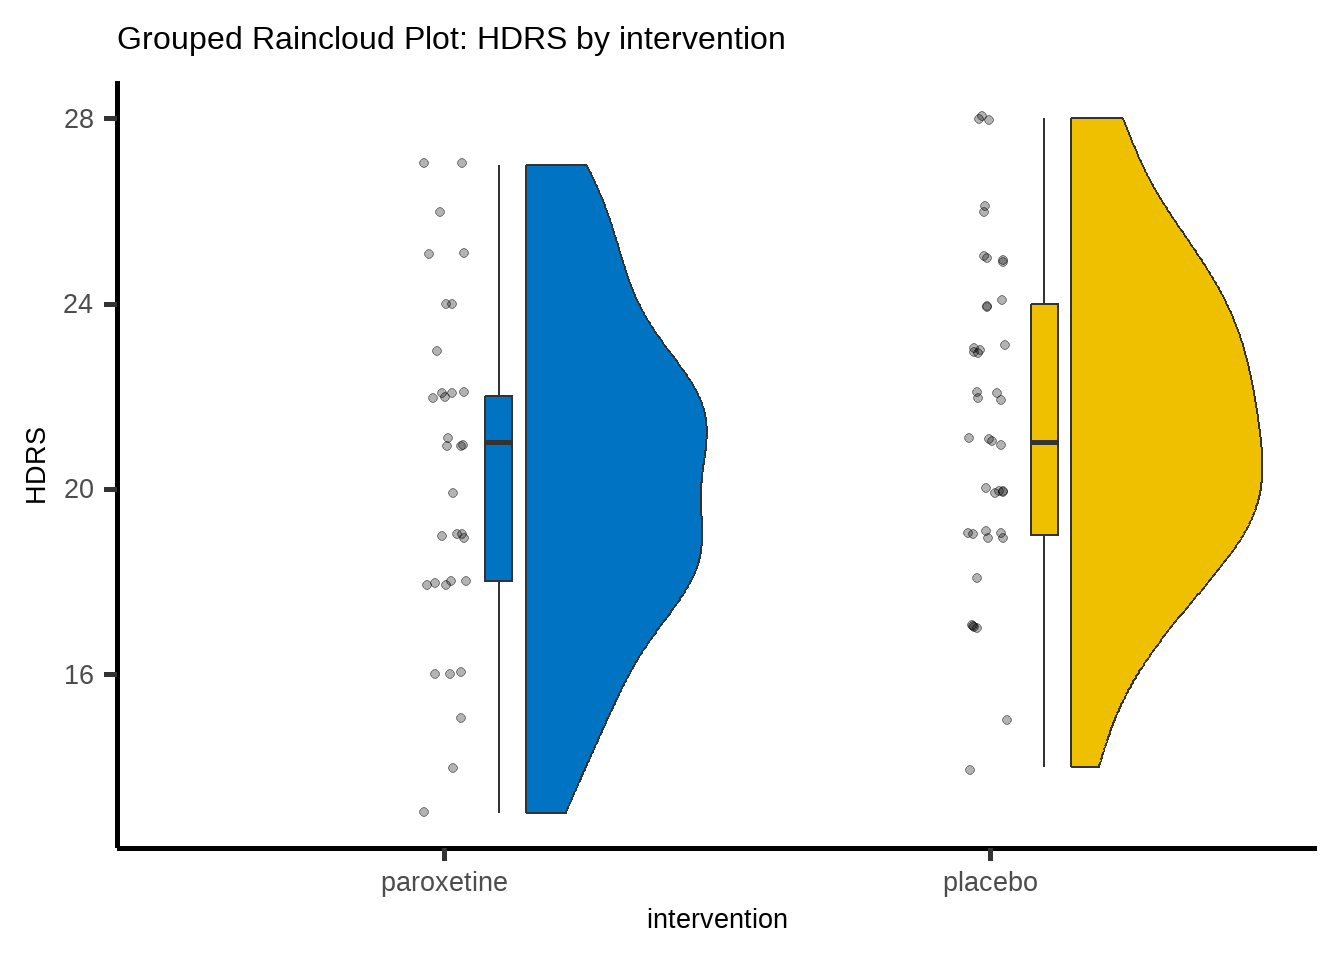 Grouped Raincloud Plot: HDRS by intervention
28
24
20
16
HDRS
paroxetine
placebo
intervention